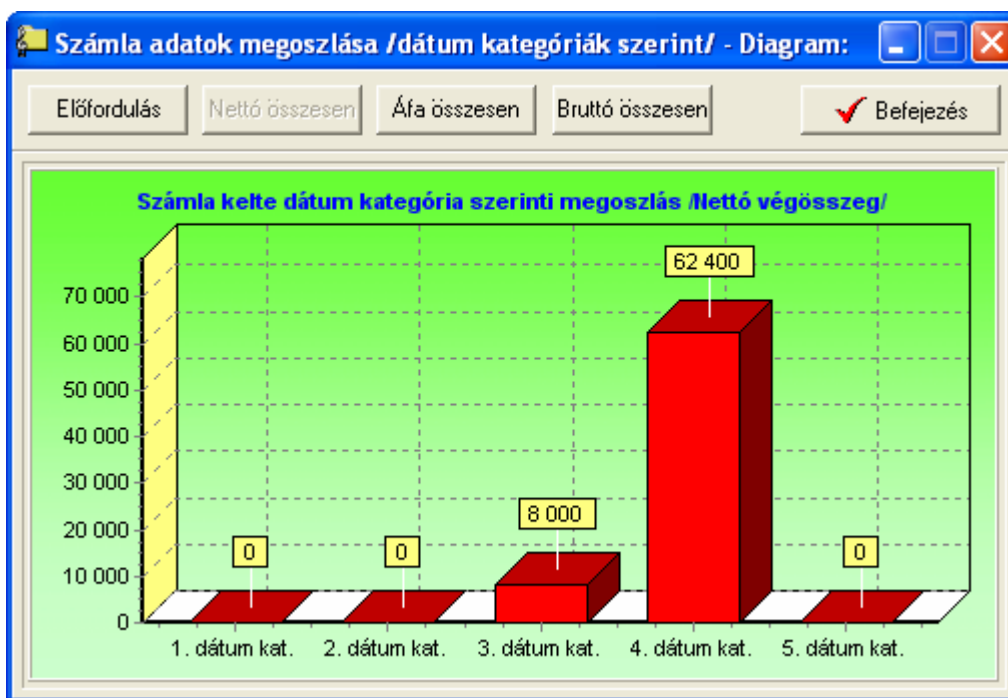 Számla adatok megoszlása /dátum kategóriák szerint/ - Diagram:
Előfordulás Nettó összesen Áfa összesen Bruttó összesen Befejezés
Számla kelte dátum kategória szerinti megoszlás /Nettó végösszeg/
62 400
70 000
60 000
50 000
40 000
30 000
8 000
20 000
0 0 0
10 000
0
1. dátum kat. 2. dátum kat. 3. dátum kat. 4. dátum kat. 5. dátum kat.